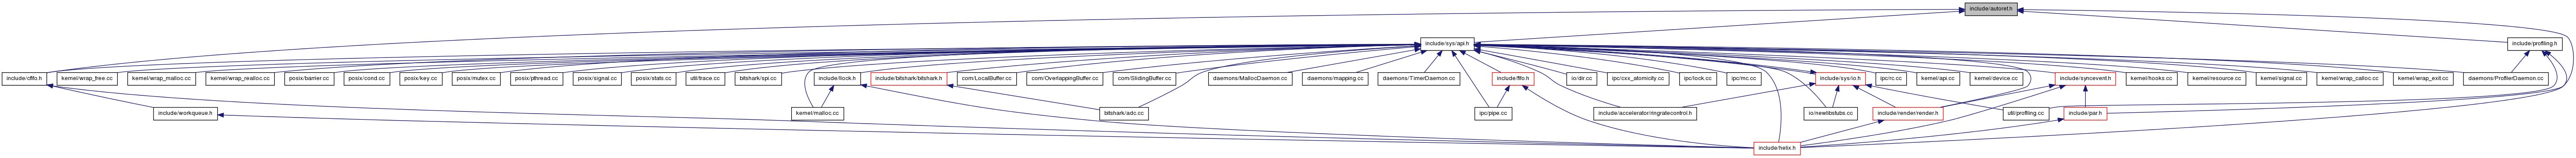 include/autoref.h
include/sys/api.h
include/profiling.h
include/cfifo.h
kernel/wrap_free.cc
kernel/wrap_malloc.cc
kernel/wrap_realloc.cc
posix/barrier.cc
posix/cond.cc
posix/key.cc
posix/mutex.cc
posix/pthread.cc
posix/signal.cc
posix/stats.cc
util/trace.cc
bitshark/spi.cc
include/lock.h
include/bitshark/bitshark.h
com/LocalBuffer.cc
com/OverlappingBuffer.cc
com/SlidingBuffer.cc
daemons/MallocDaemon.cc
daemons/mapping.cc
daemons/TimerDaemon.cc
include/fifo.h
io/dir.cc
ipc/cxx_atomicity.cc
ipc/lock.cc
ipc/mc.cc
include/sys/io.h
ipc/rc.cc
kernel/api.cc
kernel/device.cc
include/syncevent.h
kernel/hooks.cc
kernel/resource.cc
kernel/signal.cc
kernel/wrap_calloc.cc
kernel/wrap_exit.cc
daemons/ProfilerDaemon.cc
include/workqueue.h
kernel/malloc.cc
bitshark/adc.cc
ipc/pipe.cc
include/accelerator/ringratecontrol.h
io/newlibstubs.cc
include/render/render.h
util/profiling.cc
include/par.h
include/helix.h